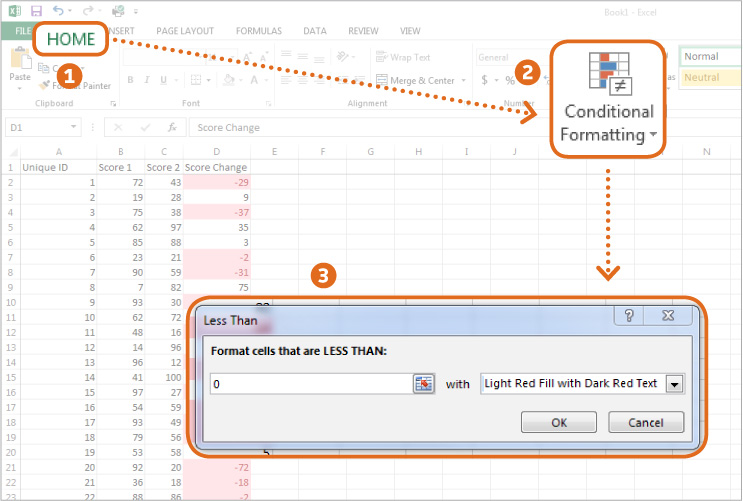 Book1 - Excel
FILE HOME INSERT PAGE LAYOUT FORMULAS DATA REVIEW VIEW
1
2
Paste
Format Painter
Clipboard
B I U
Font
Wrap Text
Merge & Center
Alignment
General
$ %
Number
Conditional
Formatting
Normal
Neutral
D1 fx Score Change
A B C D E F G H I J M N
1 Unique ID Score 1 Score 2 Score Change
2 1 72 43 -29
3 2 19 28 9
4 3 75 38 -37
5 4 62 97 35
6 5 85 88 3
7 6 23 21 -2
8 7 90 59 -31
9 8 7 82 75
3
10 9 93 30
11 10 62 72
12 11 48 16
13 12 14 96
14 13 96 12
15 14 41 100
16 15 97 27
17 16 54 59
18 17 93 49
19 18 79 56
20 19 53 58 5
21 20 92 20 -72
22 21 36 18 -18
23 22 88 86 -2
Less Than
Format cells that are LESS THAN:
0 with Light Red Fill with Dark Red Text
OK Cancel